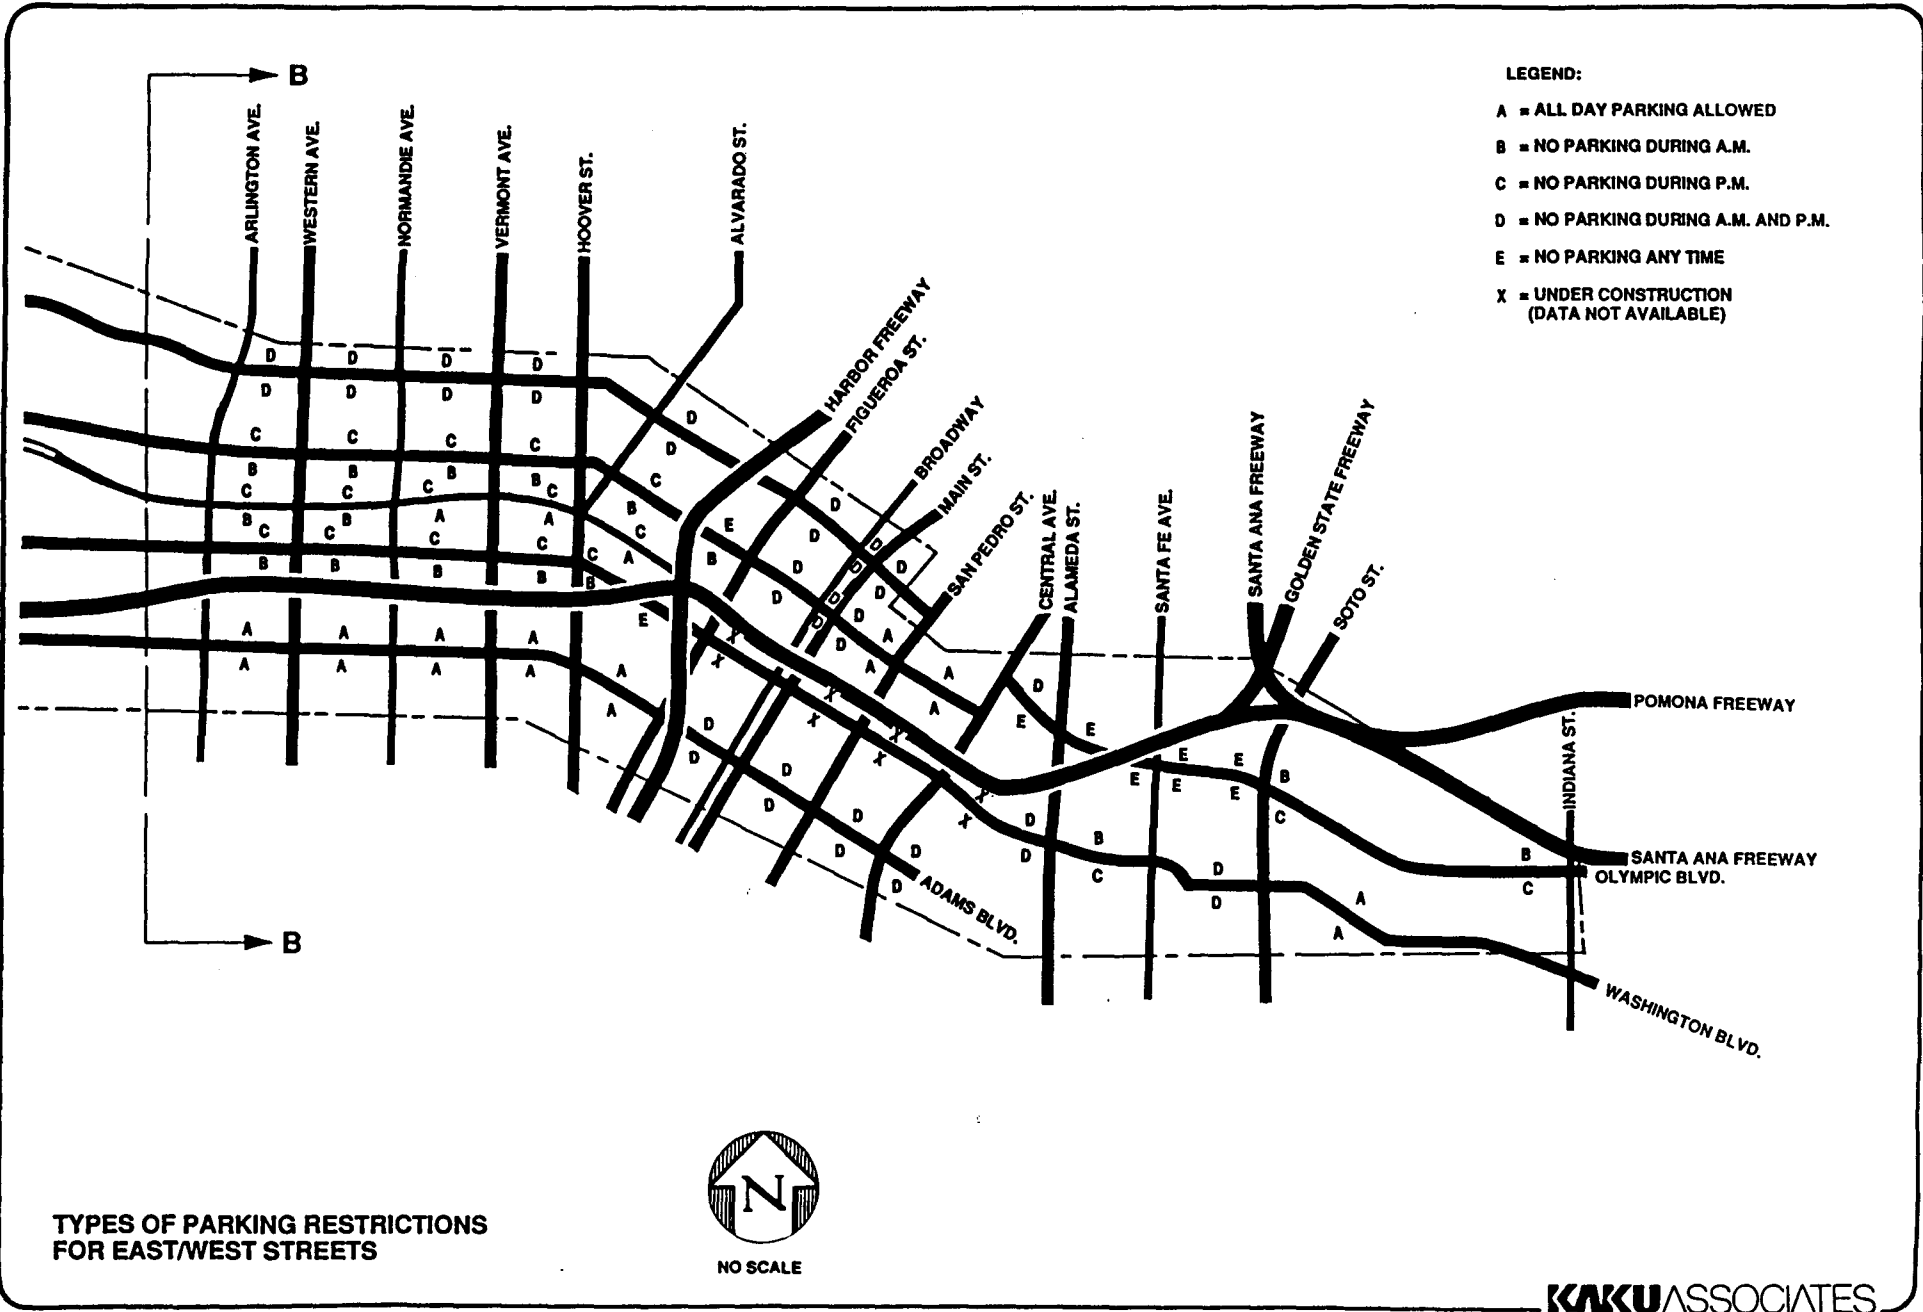 B
ARLINGTON AVE.
WESTERN AVE.
NORMANDIE AVE.
VERMONT AVE.
HOOVER ST.
ALVARADO ST.
HARBOR FREEWAY
FIGUEROA ST.
BROADWAY
MAIN ST.
SAN PEDRO ST.
CENTRAL AVE.
ALAMEDA ST.
SANTA FE AVE.
SANTA ANA FREEWAY
GOLDEN STATE FREEWAY
SOTO ST.
INDIANA ST.
LEGEND:
A = ALL DAY PARKING ALLOWED
B = NO PARKING DURING A.M.
C = NO PARKING DURING P.M.
D = NO PARKING DURING A.M. AND P.M.
E = NO PARKING ANY TIME
X = UNDER CONSTRUCTION
(DATA NOT AVAILABLE)
D D D D
D D D D
D
D
C C C C
B B B B
C
B
C C C C
B B A A
C
A
C C C C C
B B B B B
E
A A A A A
A A A A A
E
B
D D D D
D D D D
D D D D
D D A A
A A
D D D D
D D D D
X X X X
X X X X
D E E
E E E
E E
B
C
B
C
D B D A
D C D A
POMONA FREEWAY
SANTA ANA FREEWAY
OLYMPIC BLVD.
ADAMS BLVD.
WASHINGTON BLVD.
B
N
NO SCALE
TYPES OF PARKING RESTRICTIONS
FOR EAST/WEST STREETS
KAKU ASSOCIATES